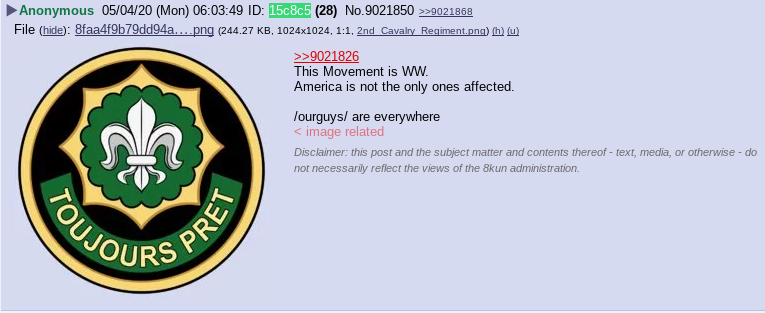 ▶Anonymous 05/04/20 (Mon) 06:03:49 ID: 15c8c5 (28) No.9021850 >>9021868
File (hide): 8faa4f9b79dd94a….png (244.27 KB, 1024x1024, 1:1, 2nd_Cavalry_Regiment.png) (h) (u)
>>9021826
This Movement is WW.
America is not the only ones affected.
/ourguys/ are everywhere
< image related
Disclaimer: this post and the subject matter and contents thereof - text, media, or otherwise - do
not necessarily reflect the views of the 8kun administration.
TOUJOURS PRET